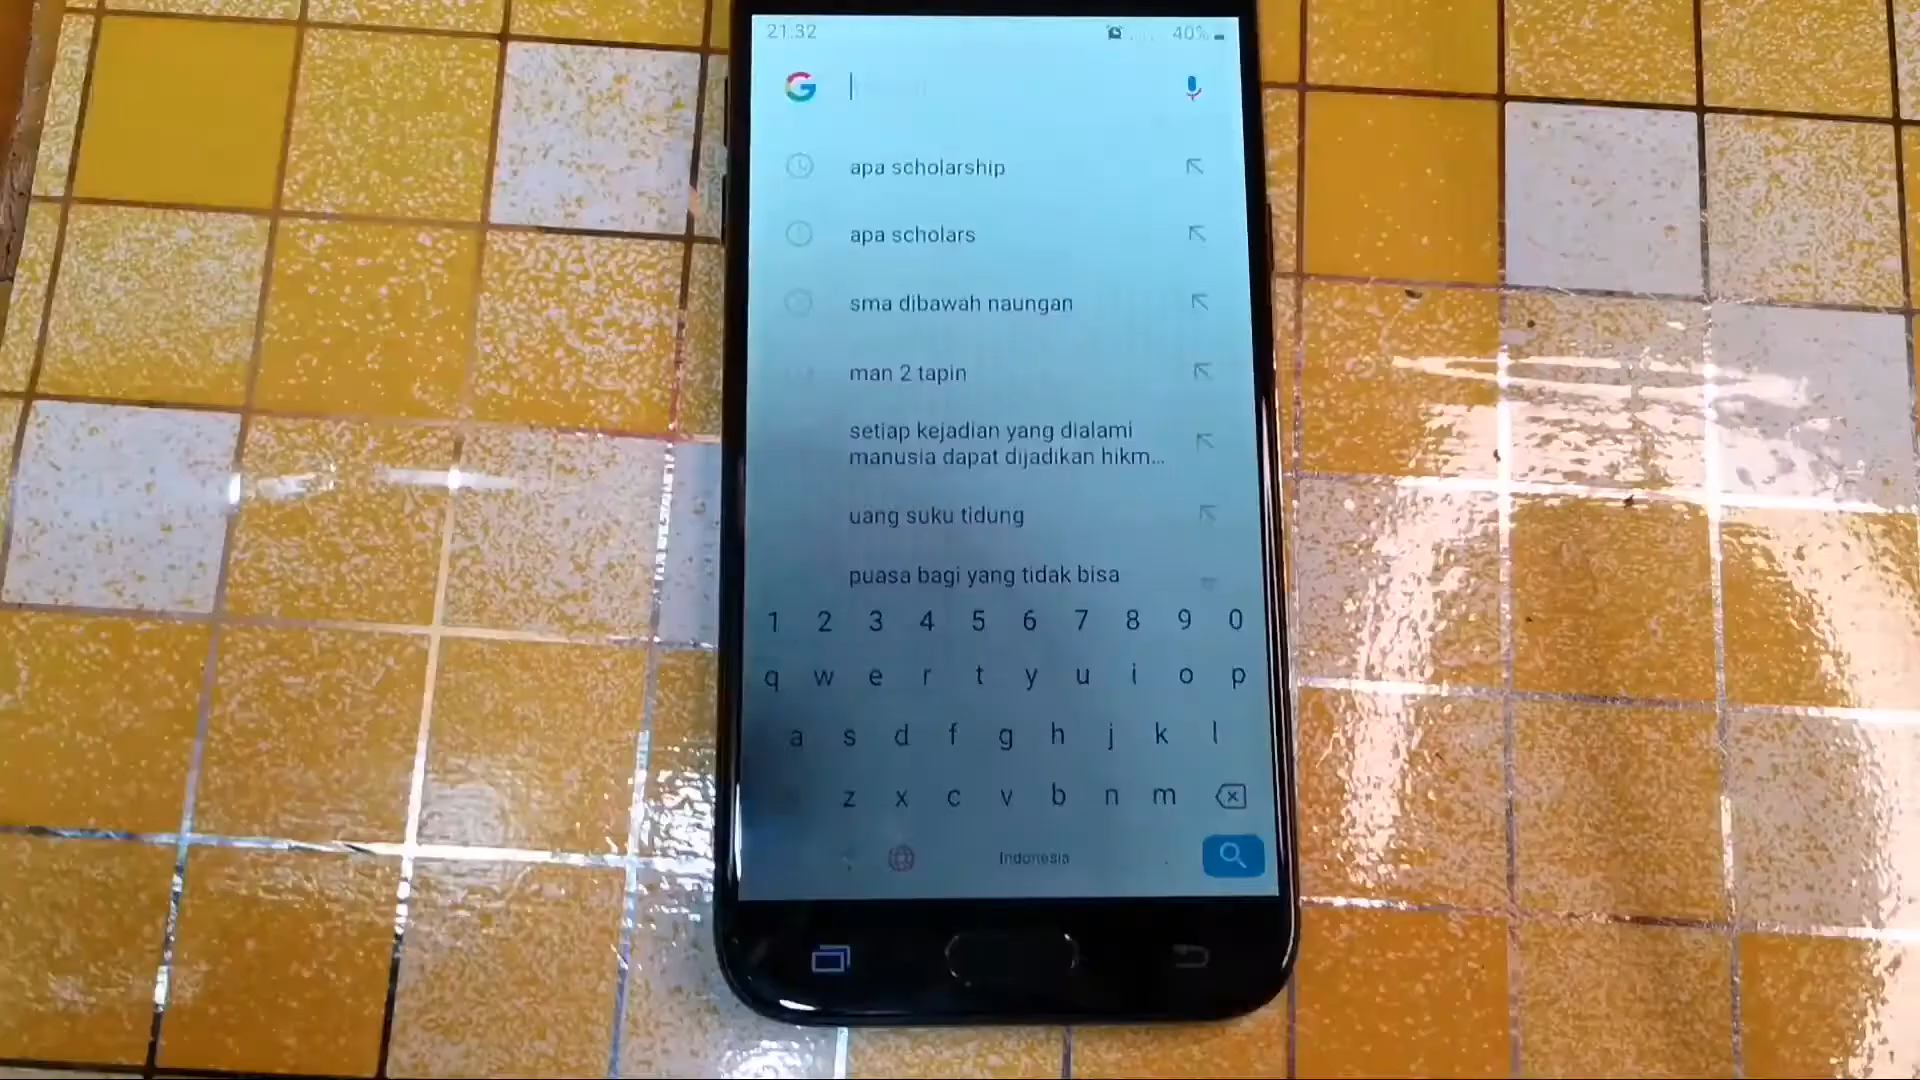 21:32
40%
G
apa scholarship
apa scholars
sma dibawah naungan
man 2 tapin
setiap kejadian yang dialami
manusia dapat dijadikan hikm...
uang suku tidung
puasa bagi yang tidak bisa
1 2 3 4 5 6 7 8 9 0
q w e r t y u i o p
a s d f g h j k l
z x c v b n m
Indonesia